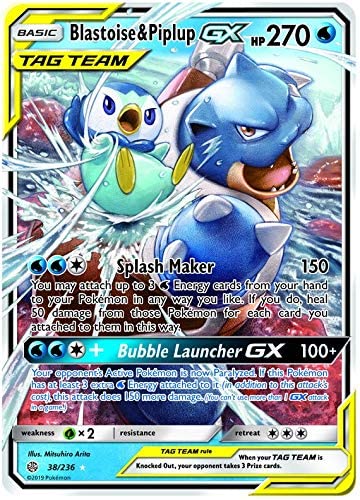 BASIC Blastoise&Piplup GX HP270
TAG TEAM
Splash Maker 150
You may attach up to 3 Energy cards from your hand
to your Pokémon in any way you like. If you do, heal
50 damage from those Pokémon for each card you
attached to them in this way.
+ Bubble Launcher GX 100+
Your opponent's Active Pokémon is now Paralyzed. If this Pokémon
has at least 3 extra Energy attached to it (in addition to this attack's
cost), this attack does 150 more damage. (You can't use more than 1 GX attack
in a game.)
weakness ×2 resistance retreat
Illus. Mitsuhiro Arita
TAG TEAM rule
38/236
When your TAG TEAM is
Knocked Out, your opponent takes 3 Prize cards.
©2019 Pokémon